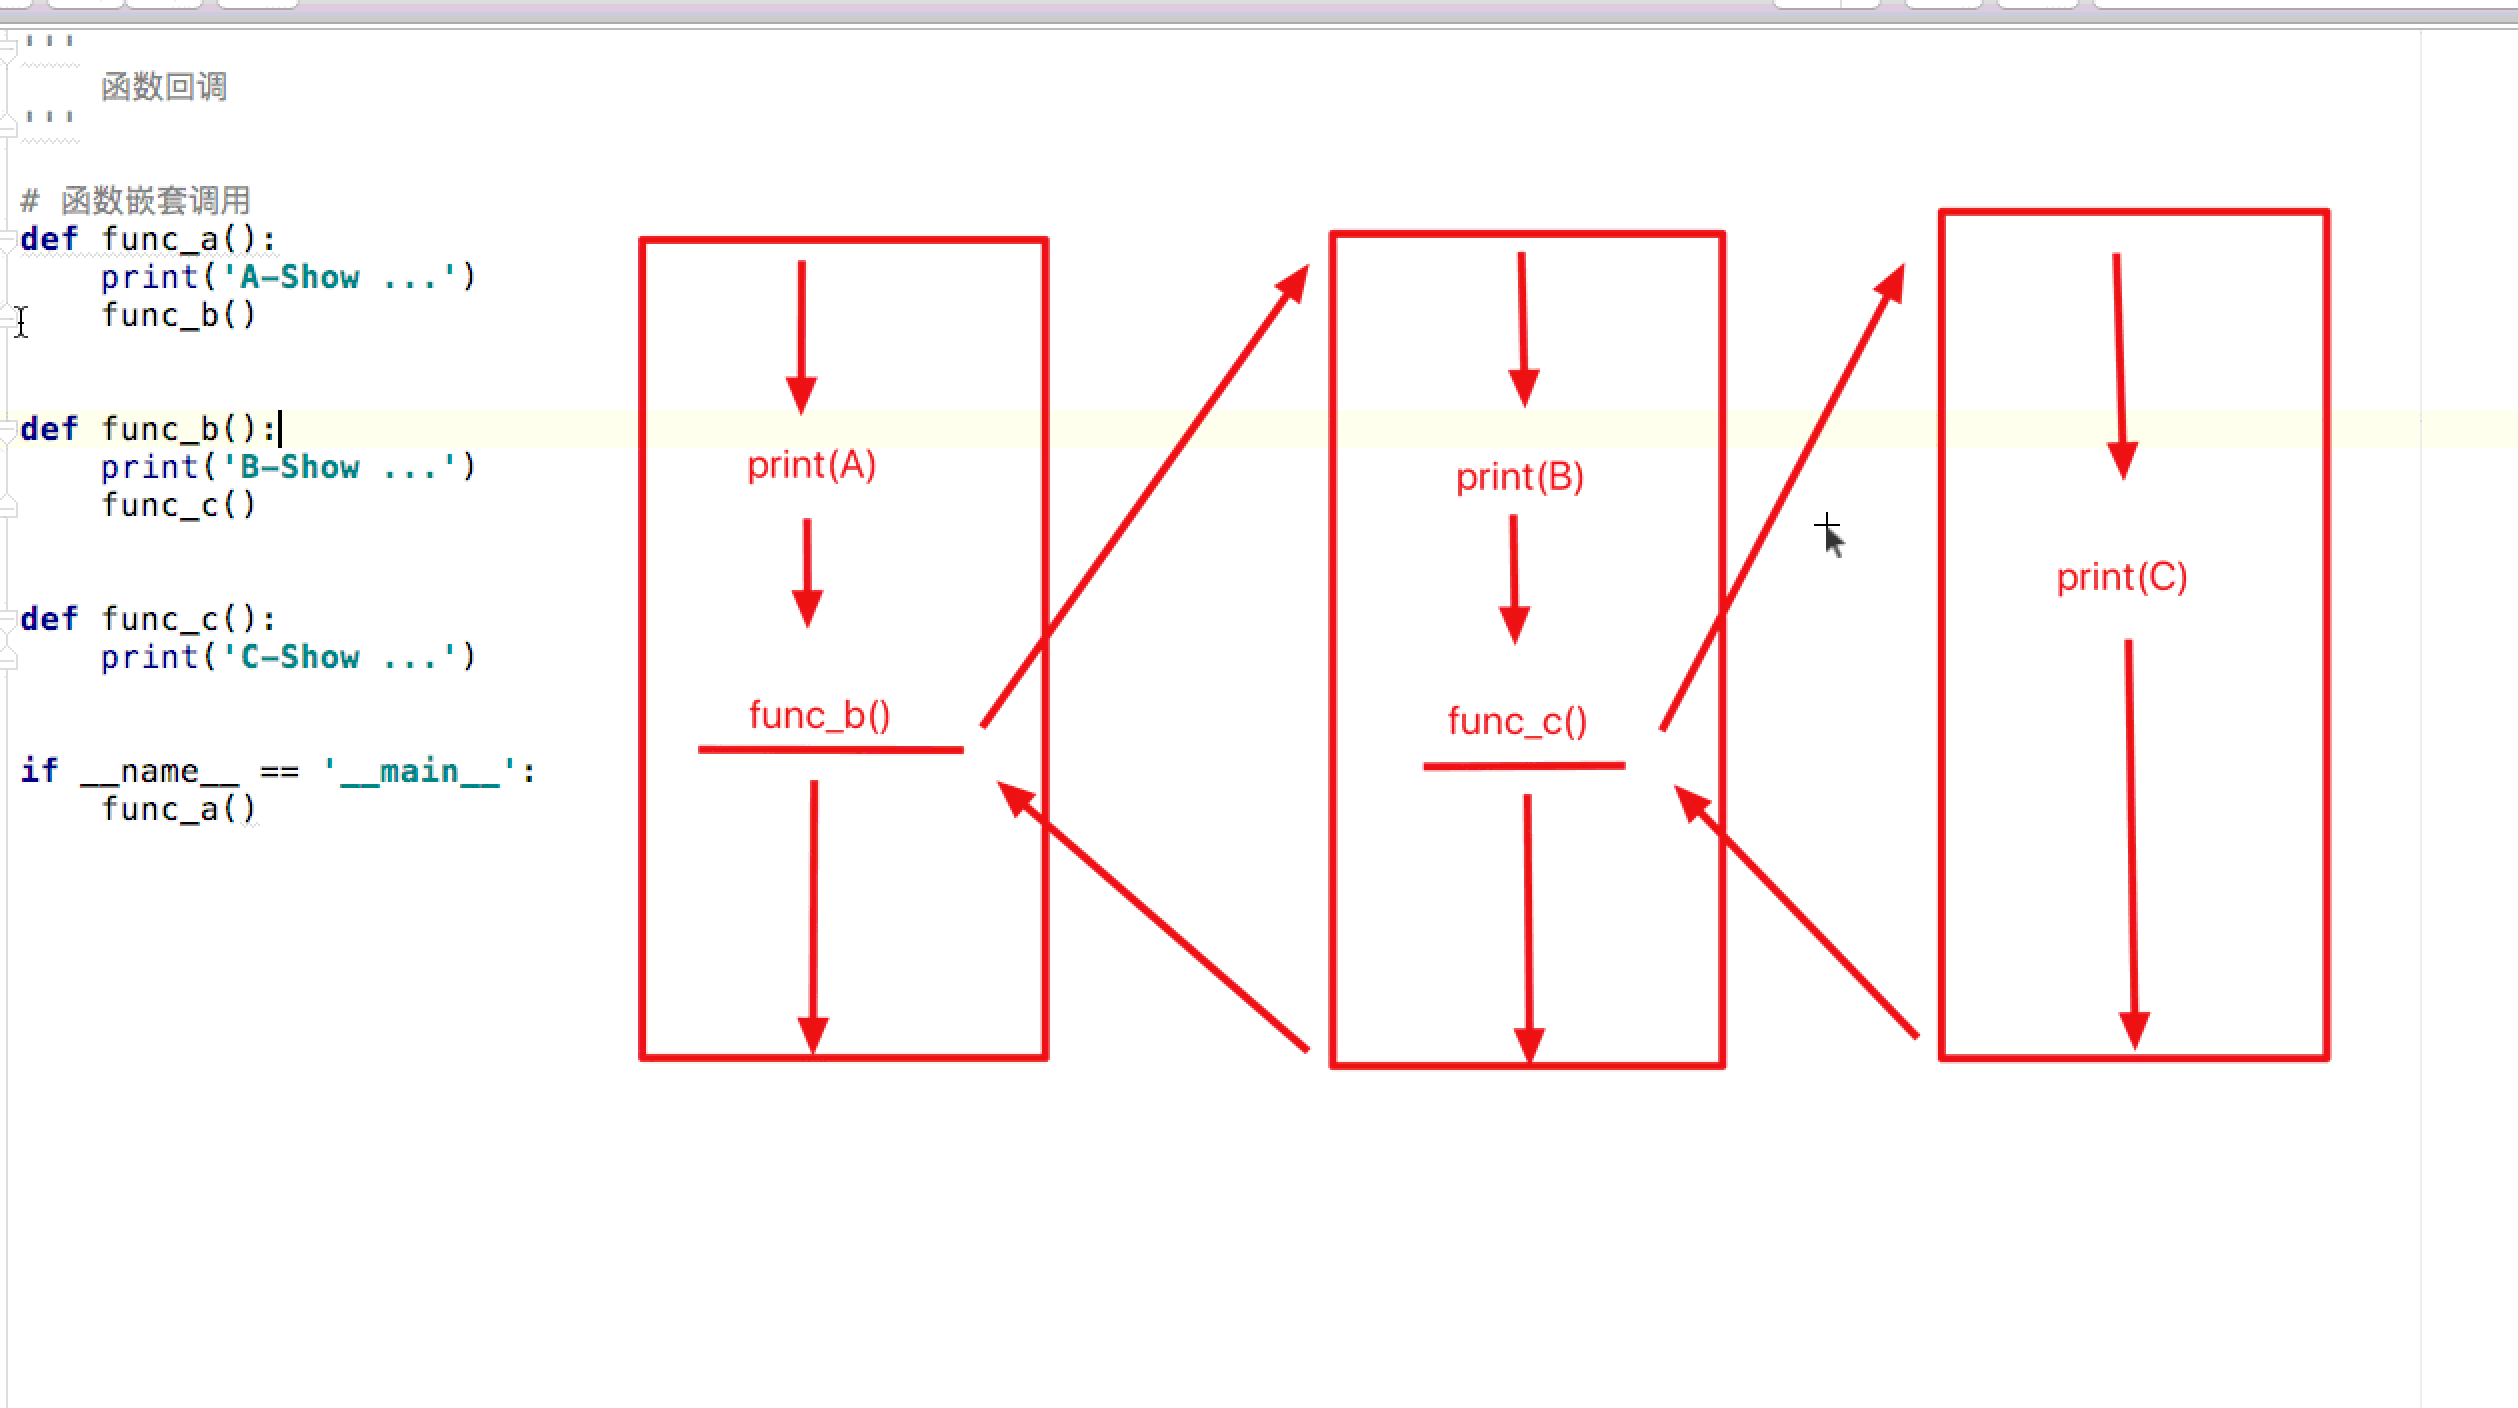 '''
函数回调
'''
# 函数嵌套调用
def func_a():
    print('A-Show ...')
    func_b()
def func_b():
    print('B-Show ...')
    func_c()
def func_c():
    print('C-Show ...')
if __name__ == '__main__':
    func_a()
print(A)
func_b()
print(B)
func_c()
print(C)